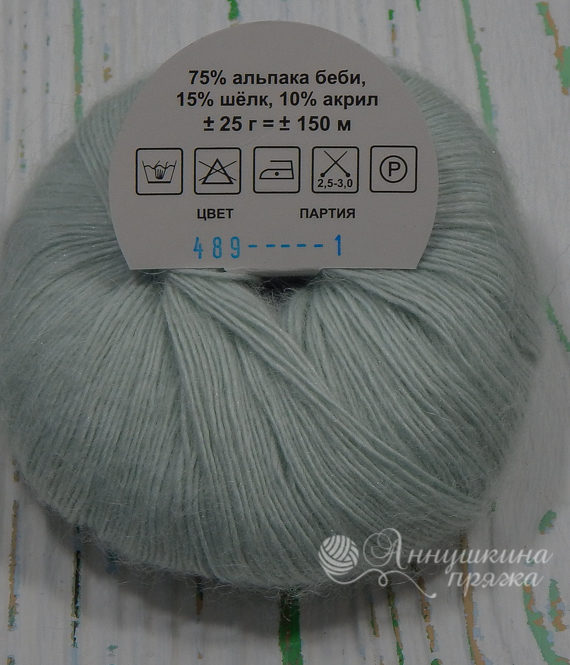 75% альпака беби,
15% шёлк, 10% акрил
± 25 г = ± 150 м
2,5-3,0
P
ЦВЕТ ПАРТИЯ
489-----1
Аннушкина
пряжа